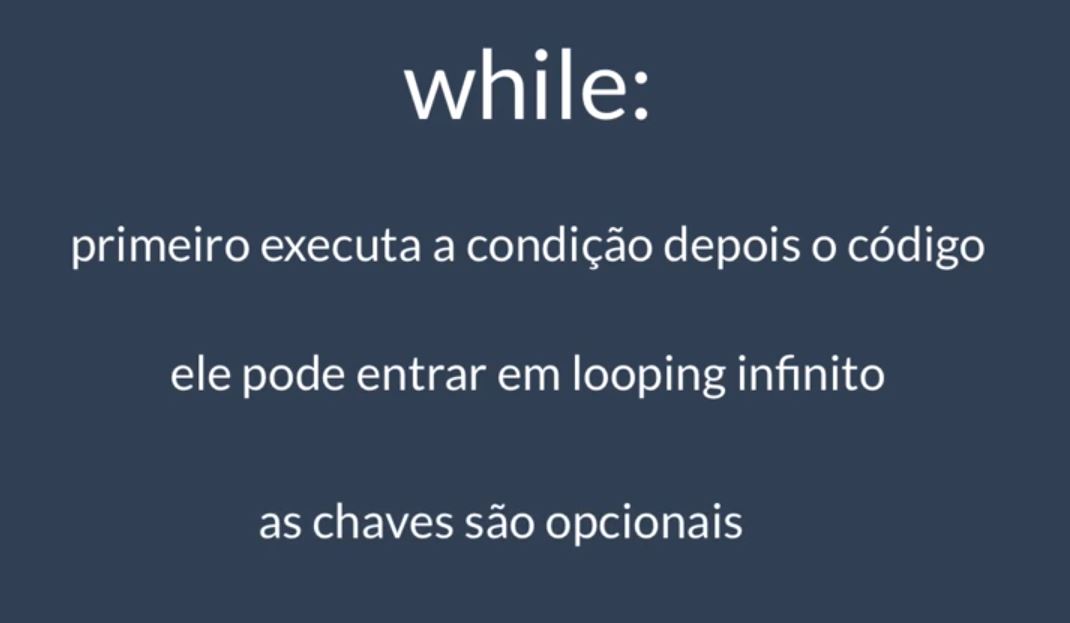 while:
primeiro executa a condição depois o código
ele pode entrar em looping infinito
as chaves são opcionais